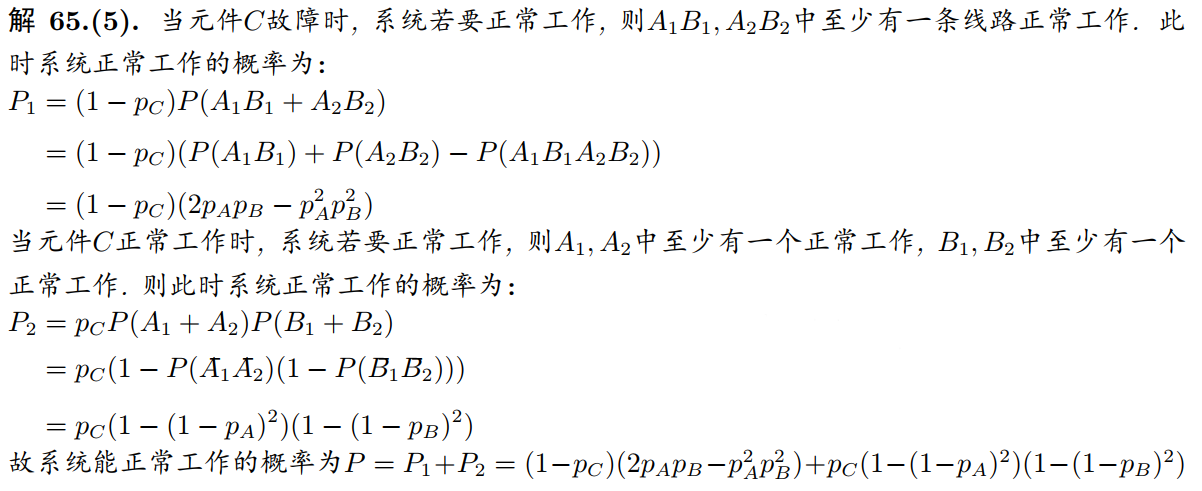 解 65.(5). 当元件C故障时, 系统若要正常工作, 则A₁B₁, A₂B₂中至少有一条线路正常工作. 此
时系统正常工作的概率为:
P₁ = (1 − p_C)P(A₁B₁ + A₂B₂)
= (1 − p_C)(P(A₁B₁) + P(A₂B₂) − P(A₁B₁A₂B₂))
= (1 − p_C)(2p_Ap_B − p_A²p_B²)
当元件C正常工作时, 系统若要正常工作, 则A₁, A₂中至少有一个正常工作, B₁, B₂中至少有一个
正常工作. 则此时系统正常工作的概率为:
P₂ = p_CP(A₁ + A₂)P(B₁ + B₂)
= p_C(1 − P(Ā₁Ā₂)(1 − P(B̄₁B̄₂)))
= p_C(1 − (1 − p_A)²)(1 − (1 − p_B)²)
故系统能正常工作的概率为P = P₁+P₂ = (1−p_C)(2p_Ap_B−p_A²p_B²)+p_C(1−(1−p_A)²)(1−(1−p_B)²)